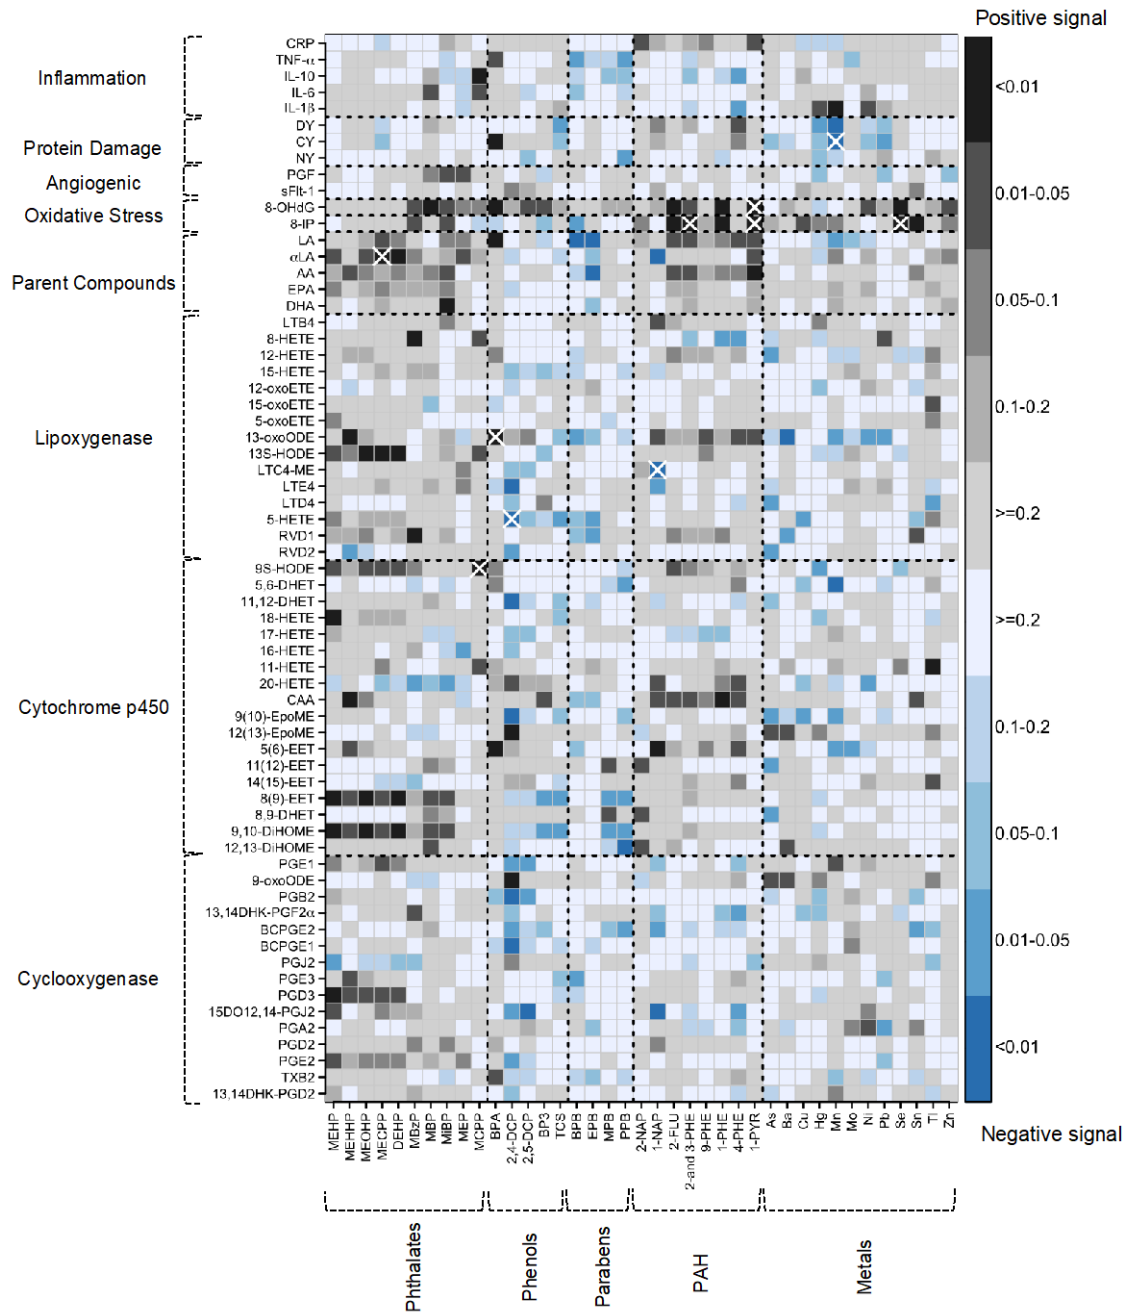 Positive signal
Inflammation
Protein Damage
Angiogenic
Oxidative Stress
Parent Compounds
Lipoxygenase
Cytochrome p450
Cyclooxygenase
CRP
TNF-α
IL-10
IL-6
IL-1β
DY
CY
NY
PGF
sFlt-1
8-OHdG
8-IP
LA
αLA
AA
EPA
DHA
LTB4
8-HETE
12-HETE
15-HETE
12-oxoETE
15-oxoETE
5-oxoETE
13-oxoODE
13S-HODE
LTC4-ME
LTE4
LTD4
5-HETE
RVD1
RVD2
9S-HODE
5,6-DHET
11,12-DHET
18-HETE
17-HETE
16-HETE
11-HETE
20-HETE
CAA
9(10)-EpoME
12(13)-EpoME
5(6)-EET
11(12)-EET
14(15)-EET
8(9)-EET
8,9-DHET
9,10-DiHOME
12,13-DiHOME
PGE1
9-oxoODE
PGB2
13,14DHK-PGF2α
BCPGE2
BCPGE1
PGJ2
PGE3
PGD3
15DO12,14-PGJ2
PGA2
PGD2
PGE2
TXB2
13,14DHK-PGD2
<0.01
0.01-0.05
0.05-0.1
0.1-0.2
>=0.2
>=0.2
0.1-0.2
0.05-0.1
0.01-0.05
<0.01
Negative signal
MEHP
MEHHP
MEOHP
MECPP
DEHP
MBzP
MBP
MiBP
MEP
MCPP
BPA
2,4-DCP
2,5-DCP
BP3
TCS
BPB
EPB
MPB
PPB
2-NAP
1-NAP
2-FLU
2-and 3-PHE
9-PHE
1-PHE
4-PHE
1-PYR
As
Ba
Cu
Hg
Mn
Mo
Ni
Pb
Se
Sn
Tl
Zn
Phthalates
Phenols
Parabens
PAH
Metals